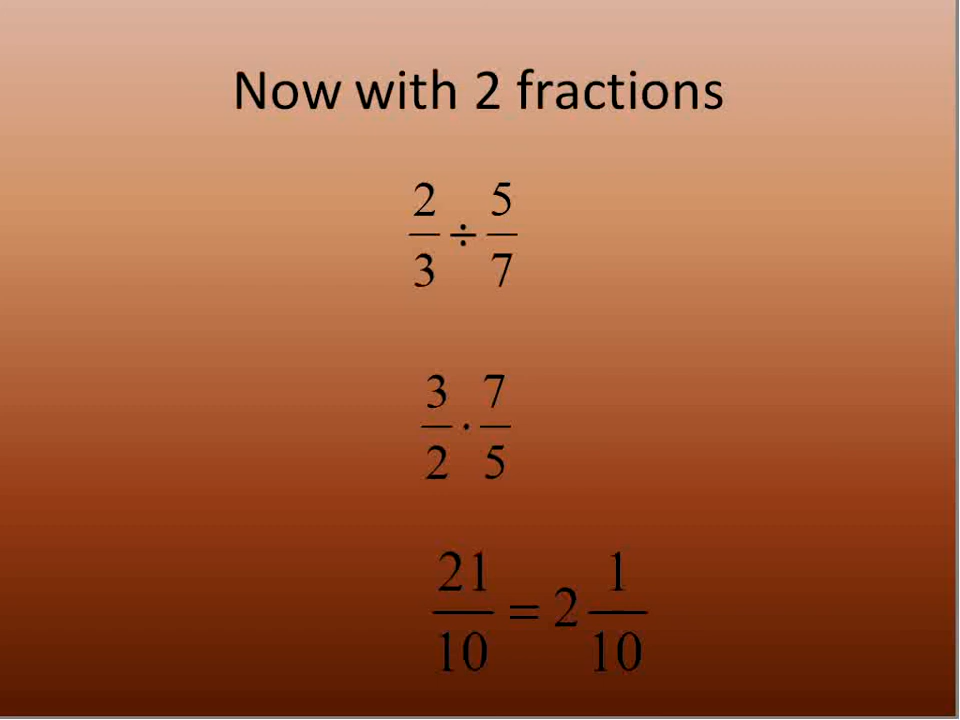 Now with 2 fractions
2/3 ÷ 5/7
3/2 · 7/5
21/10 = 2 1/10